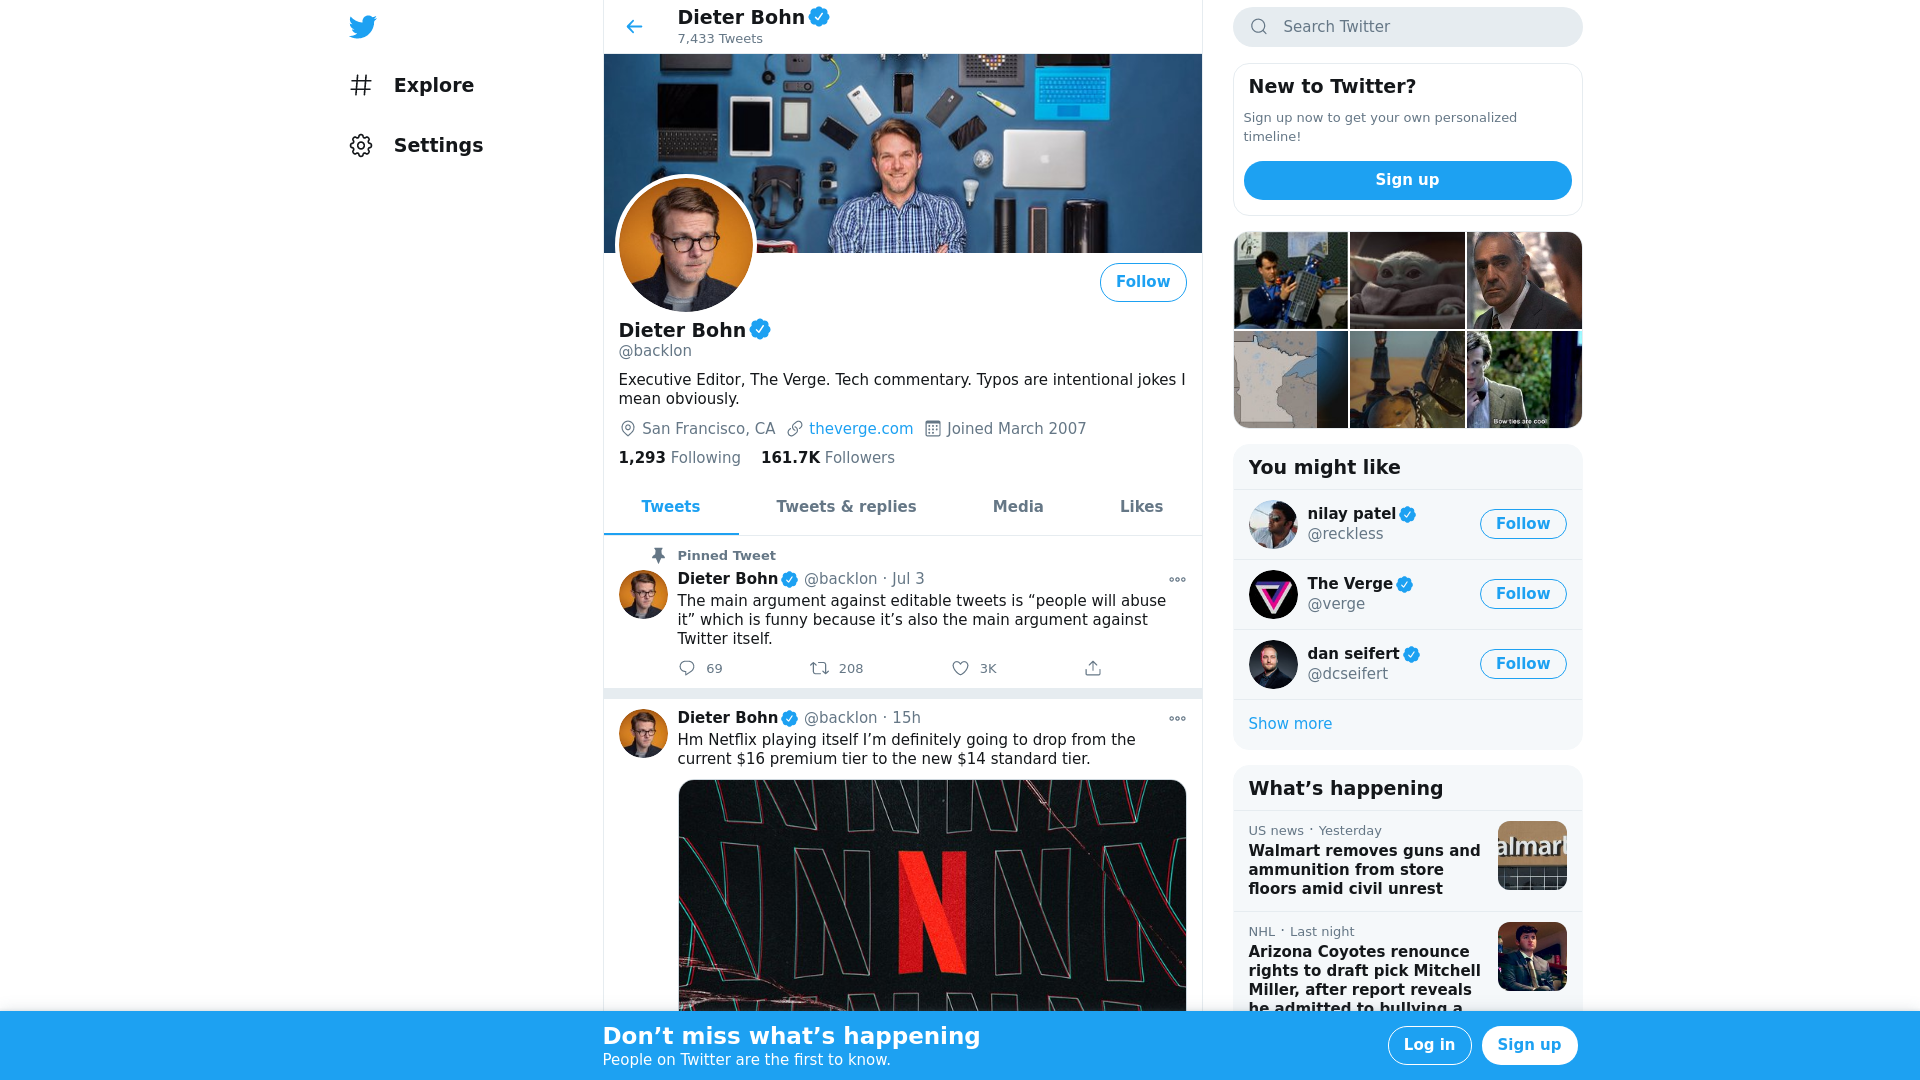 Explore
Settings
Dieter Bohn
7,433 Tweets
Follow
Dieter Bohn
@backlon
Executive Editor, The Verge. Tech commentary. Typos are intentional jokes I
mean obviously.
San Francisco, CA theverge.com Joined March 2007
1,293 Following 161.7K Followers
Tweets Tweets & replies Media Likes
Pinned Tweet
Dieter Bohn @backlon · Jul 3
The main argument against editable tweets is “people will abuse
it” which is funny because it’s also the main argument against
Twitter itself.
69 208 3K
Dieter Bohn @backlon · 15h
Hm Netflix playing itself I’m definitely going to drop from the
current $16 premium tier to the new $14 standard tier.
N
Search Twitter
New to Twitter?
Sign up now to get your own personalized
timeline!
Sign up
Bow ties are cool
You might like
nilay patel
@reckless
Follow
The Verge
@verge
Follow
dan seifert
@dcseifert
Follow
Show more
What’s happening
US news · Yesterday
Walmart removes guns and
ammunition from store
floors amid civil unrest
almart
NHL · Last night
Arizona Coyotes renounce
rights to draft pick Mitchell
Miller, after report reveals
he admitted to bullying a
Don’t miss what’s happening
People on Twitter are the first to know.
Log in Sign up